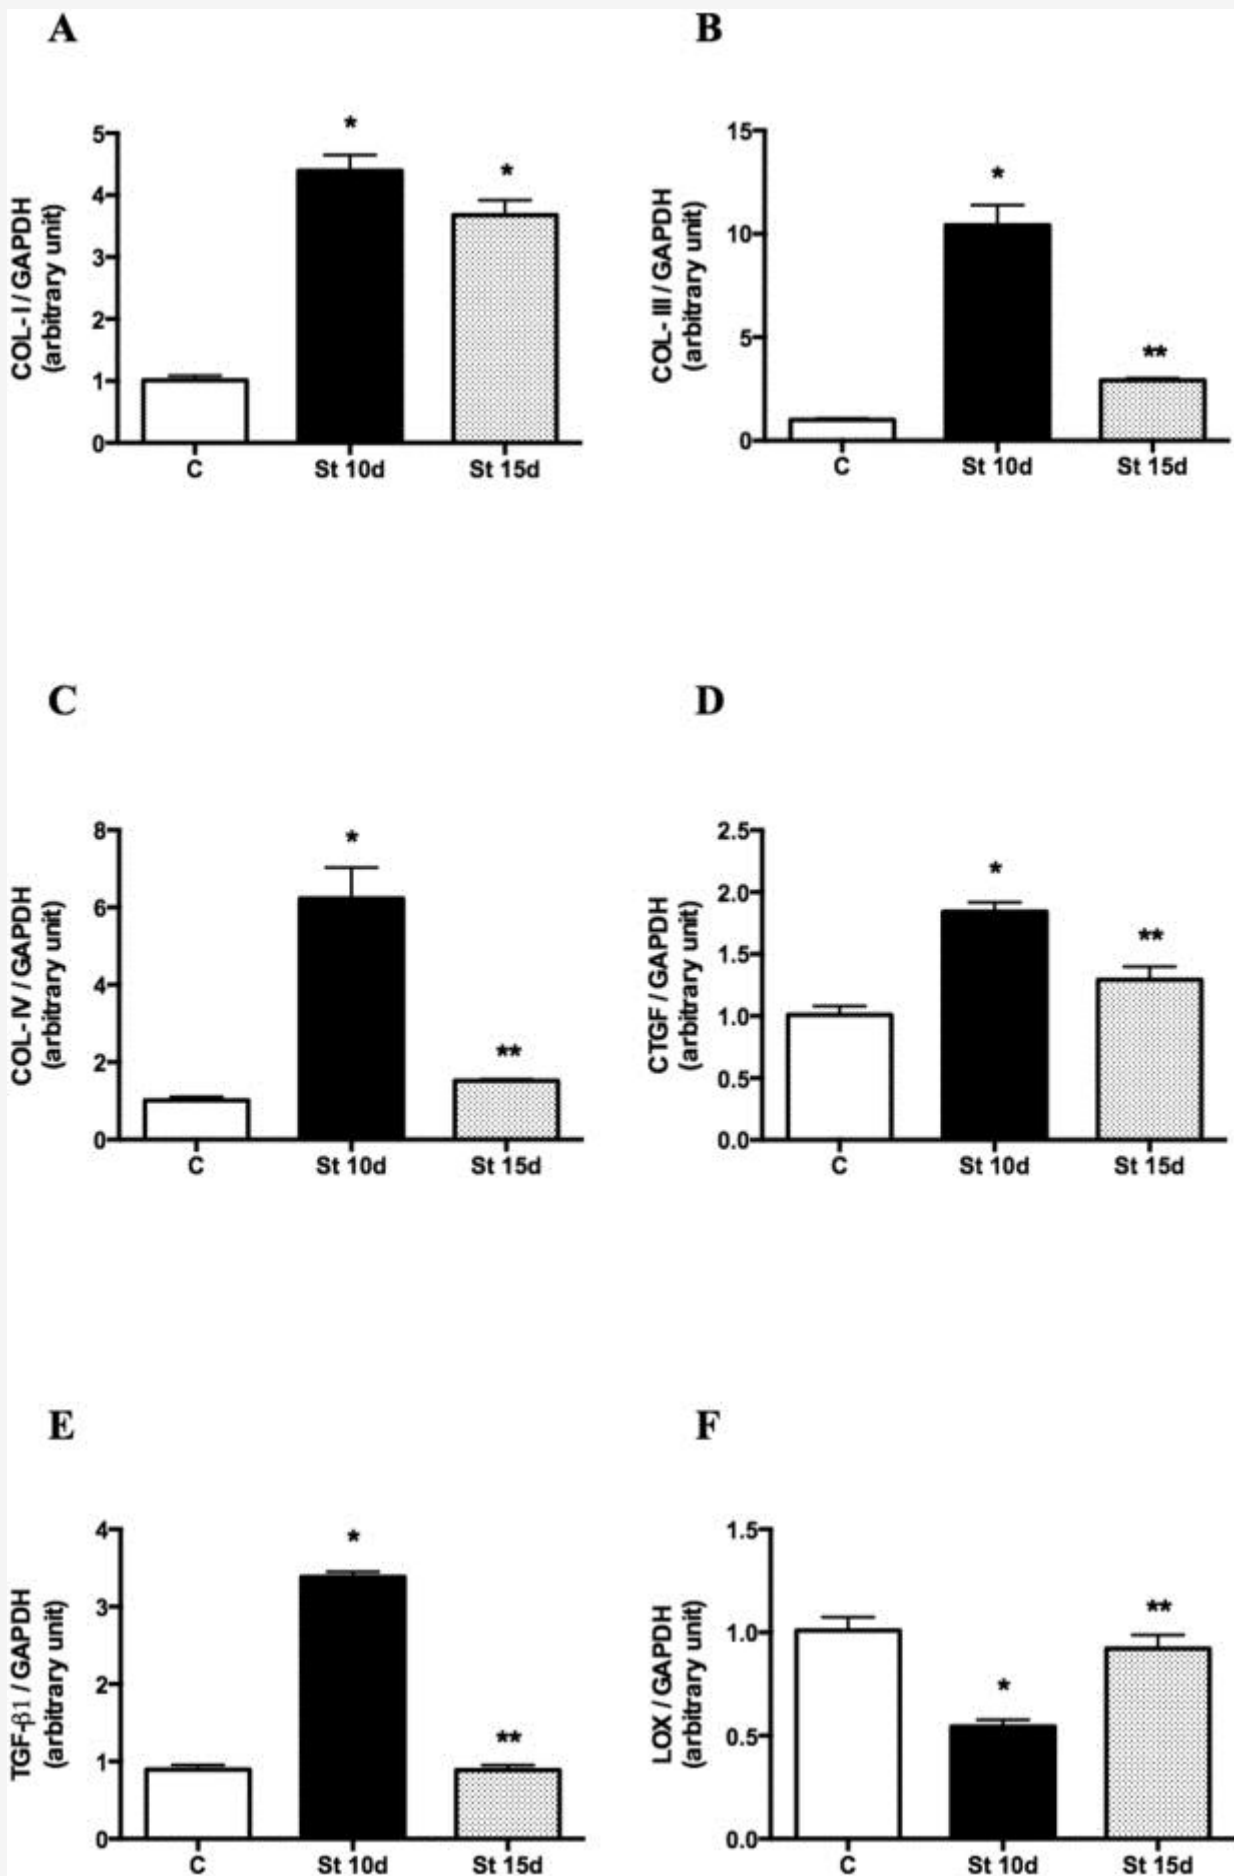 A
COL-I / GAPDH
(arbitrary unit)
5
4
3
2
1
0
*
*
C
St 10d
St 15d
B
COL- III / GAPDH
(arbitrary unit)
15
10
5
0
*
**
C
St 10d
St 15d
C
COL- IV / GAPDH
(arbitrary unit)
8
6
4
2
0
*
**
C
St 10d
St 15d
D
CTGF / GAPDH
(arbitrary unit)
2.5
2.0
1.5
1.0
0.5
0.0
*
**
C
St 10d
St 15d
E
TGF-β1 / GAPDH
(arbitrary unit)
4
3
2
1
0
*
**
C
St 10d
St 15d
F
LOX / GAPDH
(arbitrary unit)
1.5
1.0
0.5
0.0
*
**
C
St 10d
St 15d